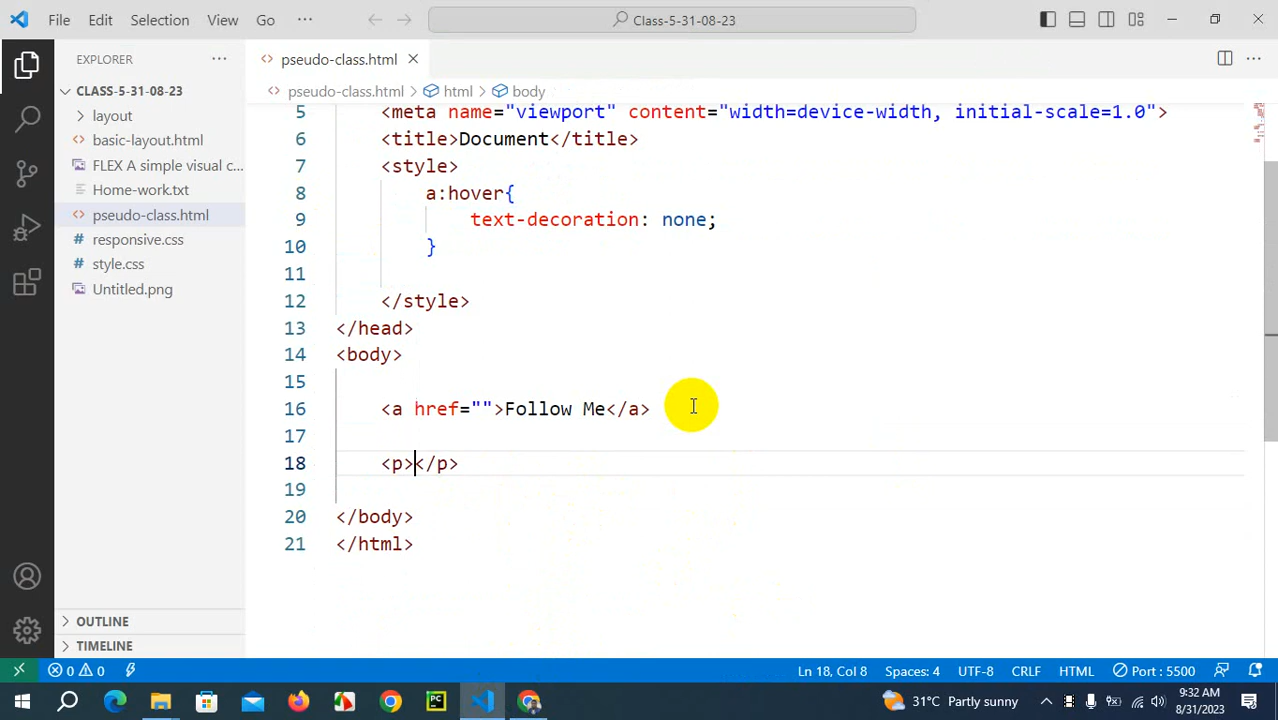 File Edit Selection View Go ··· Class-5-31-08-23
EXPLORER ···
CLASS-5-31-08-23
layout
basic-layout.html
FLEX A simple visual c...
Home-work.txt
pseudo-class.html
responsive.css
style.css
Untitled.png
OUTLINE
TIMELINE
pseudo-class.html
pseudo-class.html > html > body
5 <meta name="viewport" content="width=device-width, initial-scale=1.0">
6 <title>Document</title>
7 <style>
8 a:hover{
9 text-decoration: none;
10 }
11
12 </style>
13 </head>
14 <body>
15
16 <a href="">Follow Me</a>
17
18 <p></p>
19
20 </body>
21 </html>
0 0 Ln 18, Col 8 Spaces: 4 UTF-8 CRLF HTML Port : 5500
31°C Partly sunny 9:32 AM
8/31/2023